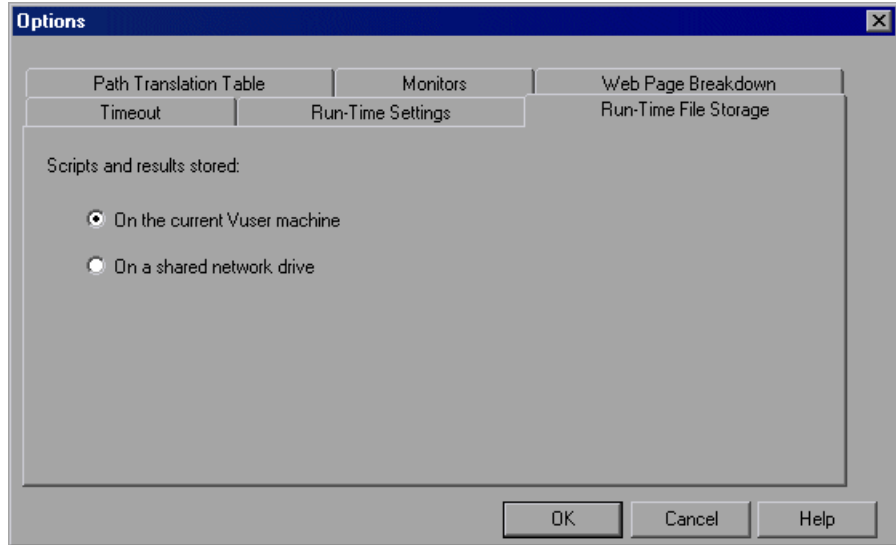 Options
Path Translation Table Monitors Web Page Breakdown
Timeout Run-Time Settings Run-Time File Storage
Scripts and results stored:
On the current Vuser machine
On a shared network drive
OK Cancel Help